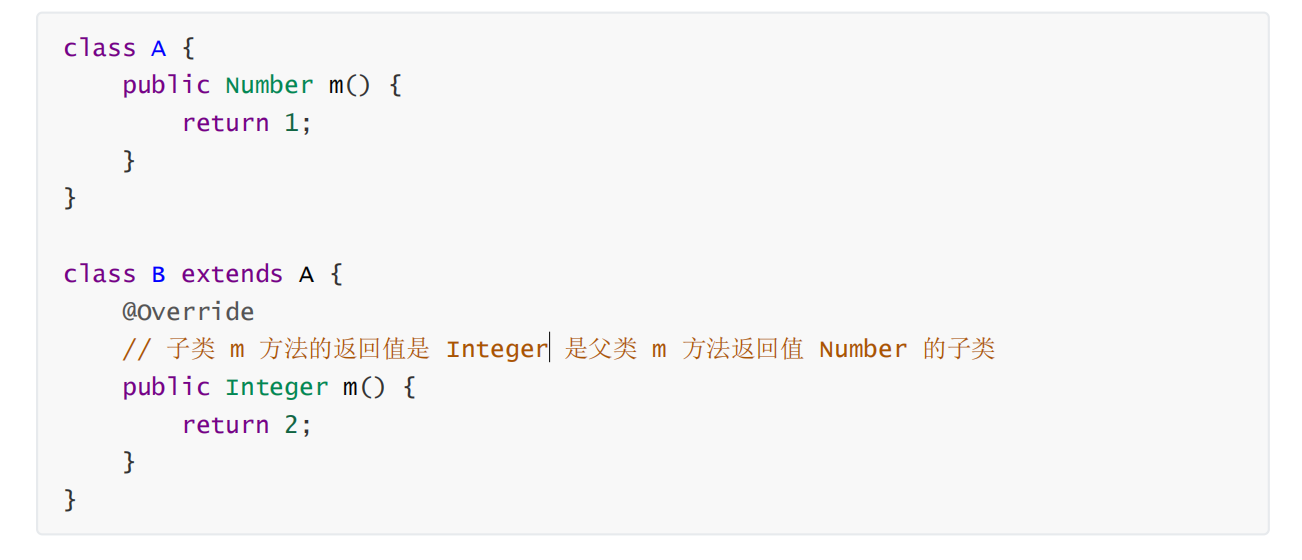 class A {
    public Number m() {
        return 1;
    }
}

class B extends A {
    @Override
    // 子类 m 方法的返回值是 Integer 是父类 m 方法返回值 Number 的子类
    public Integer m() {
        return 2;
    }
}